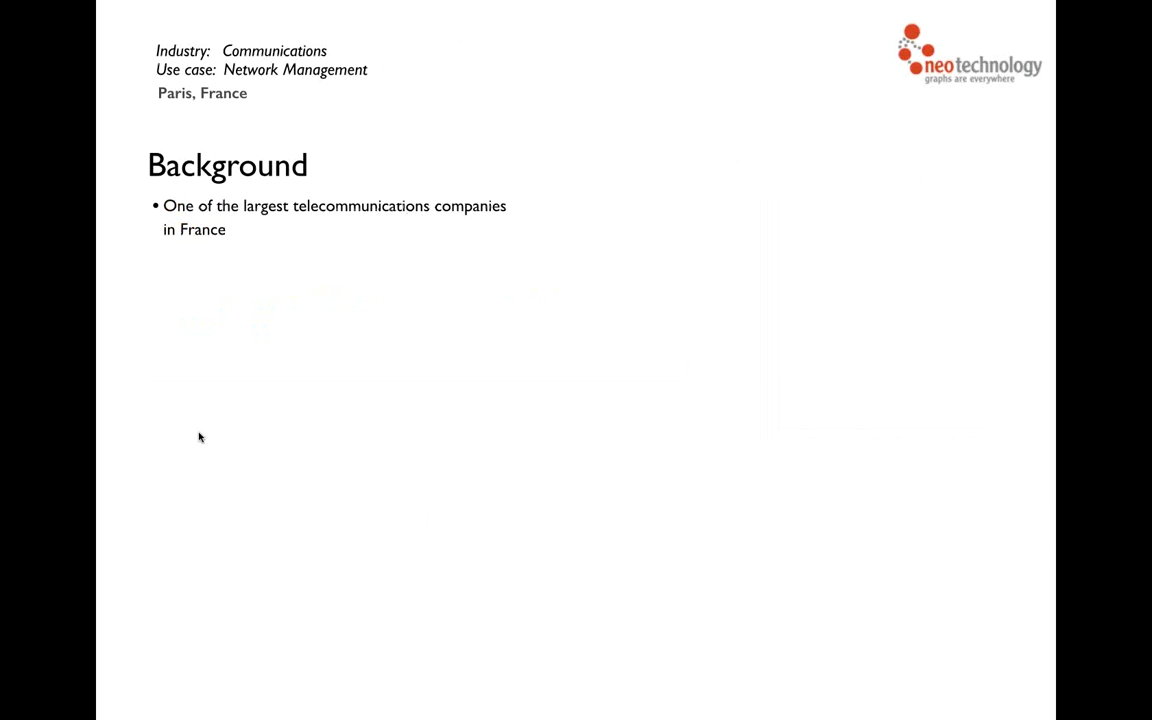 Industry: Communications
Use case: Network Management
Paris, France
neotechnology
graphs are everywhere
Background
• One of the largest telecommunications companies
in France